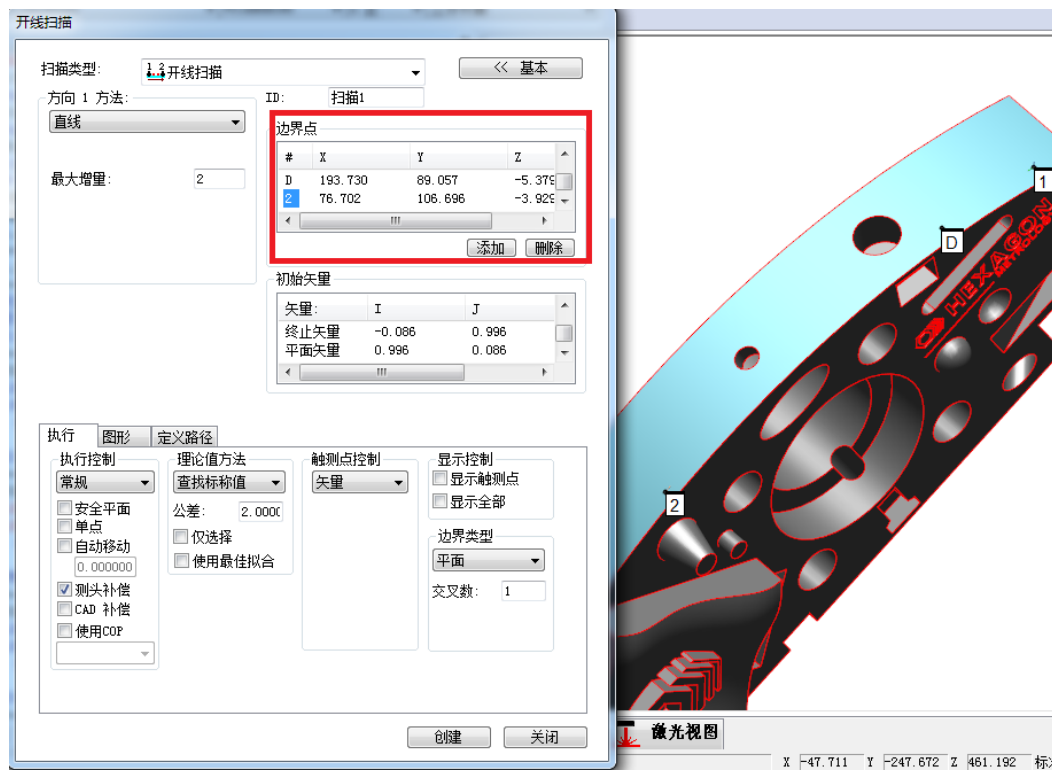 开线扫描
扫描类型:
开线扫描
<< 基本
方向 1 方法:
直线
最大增量: 2
ID: 扫描1
边界点
# X Y Z
D 193.730 89.057 -5.379
2 76.702 106.696 -3.929
添加 删除
初始矢量
矢量: I J
终止矢量 -0.086 0.996
平面矢量 0.996 0.086
执行 图形 定义路径
执行控制
常规
安全平面
单点
自动移动
0.000000
测头补偿
CAD 补偿
使用COP
理论值方法
查找标称值
公差: 2.0000
仅选择
使用最佳拟合
触测点控制
矢量
显示控制
显示触测点
显示全部
边界类型
平面
交叉数: 1
创建 关闭
1
D
2
HEXAGON
METROLOGY
激光视图
X -47.711 Y -247.672 Z 461.192